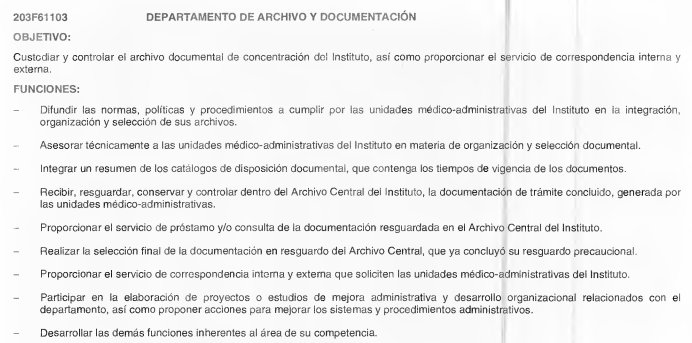 203F61103 DEPARTAMENTO DE ARCHIVO Y DOCUMENTACIÓN
OBJETIVO:
Custodiar y controlar el archivo documental de concentración del Instituto, así como proporcionar el servicio de correspondencia interna y
externa.
FUNCIONES:
– Difundir las normas, políticas y procedimientos a cumplir por las unidades médico-administrativas del Instituto en la integración,
organización y selección de sus archivos.
– Asesorar técnicamente a las unidades médico-administrativas del Instituto en materia de organización y selección documental.
– Integrar un resumen de los catálogos de disposición documental, que contenga los tiempos de vigencia de los documentos.
– Recibir, resguardar, conservar y controlar dentro del Archivo Central del Instituto, la documentación de trámite concluido, generada por
las unidades médico-administrativas.
– Proporcionar el servicio de préstamo y/o consulta de la documentación resguardada en el Archivo Central del Instituto.
– Realizar la selección final de la documentación en resguardo del Archivo Central, que ya concluyó su resguardo precaucional.
– Proporcionar el servicio de correspondencia interna y externa que soliciten las unidades médico-administrativas del Instituto.
– Participar en la elaboración de proyectos o estudios de mejora administrativa y desarrollo organizacional relacionados con el
departamento, así como proponer acciones para mejorar los sistemas y procedimientos administrativos.
– Desarrollar las demás funciones inherentes al área de su competencia.